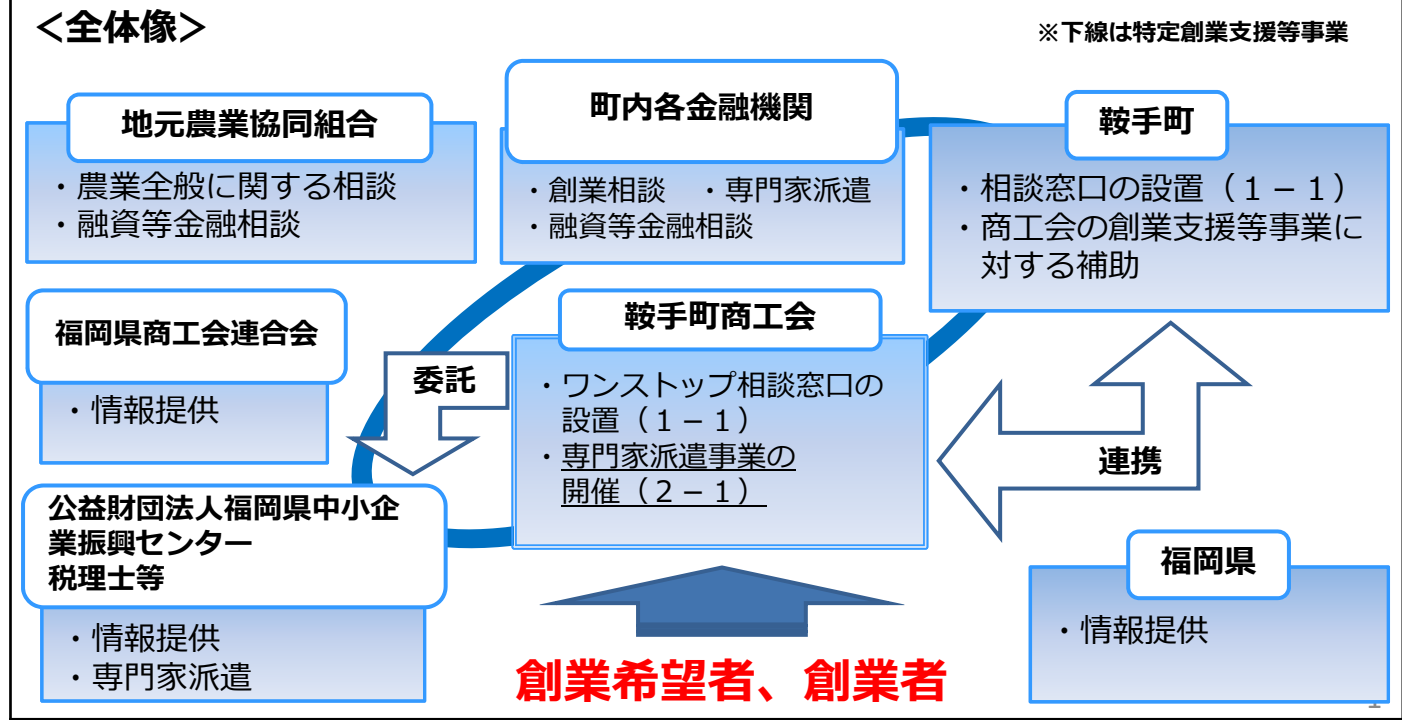 <全体像>
※下線は特定創業支援等事業
地元農業協同組合
・農業全般に関する相談
・融資等金融相談
町内各金融機関
・創業相談　・専門家派遣
・融資等金融相談
鞍手町
・相談窓口の設置（１－１）
・商工会の創業支援等事業に
対する補助
福岡県商工会連合会
・情報提供
委託
鞍手町商工会
・ワンストップ相談窓口の
設置（１－１）
・専門家派遣事業の
開催（２－１）
連携
公益財団法人福岡県中小企
業振興センター
税理士等
・情報提供
・専門家派遣
福岡県
・情報提供
創業希望者、創業者
1